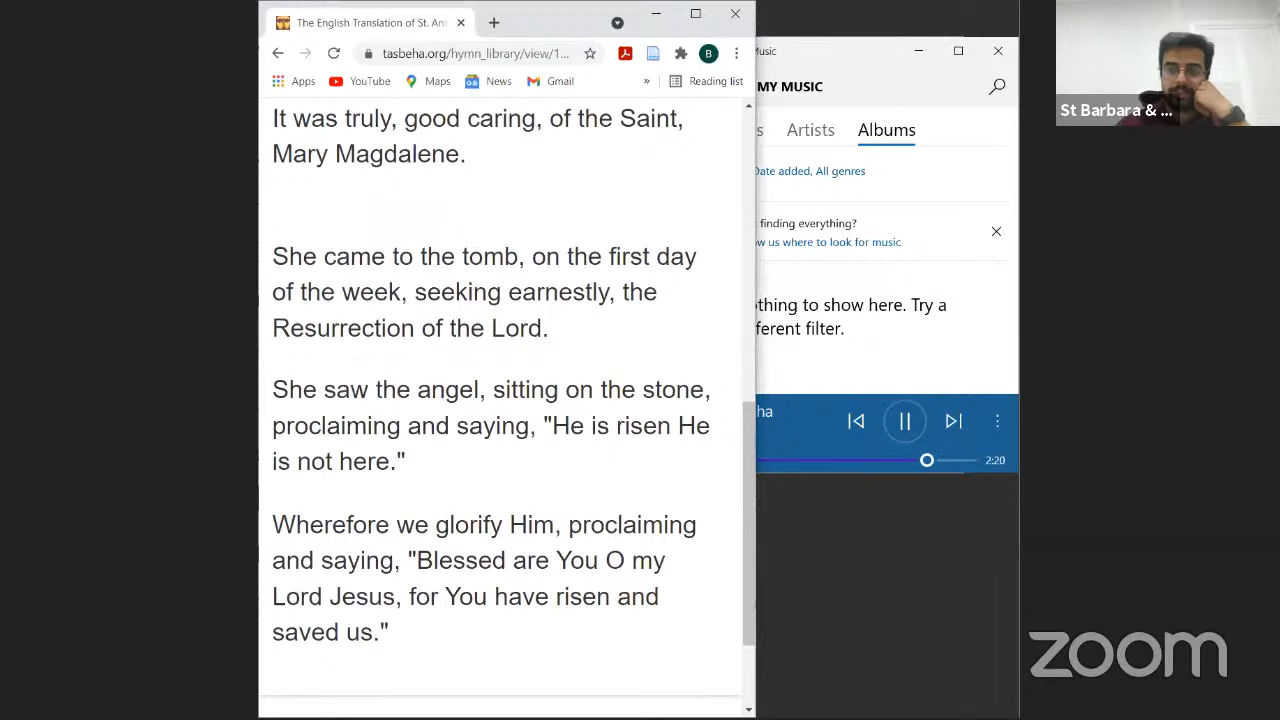 The English Translation of St. An
tasbeha.org/hymn_library/view/1...
B
Apps
YouTube
Maps
News
Gmail
»
Reading list
It was truly, good caring, of the Saint,
Mary Magdalene.
She came to the tomb, on the first day
of the week, seeking earnestly, the
Resurrection of the Lord.
She saw the angel, sitting on the stone,
proclaiming and saying, "He is risen He
is not here."
Wherefore we glorify Him, proclaiming
and saying, "Blessed are You O my
Lord Jesus, for You have risen and
saved us."
Music
MY MUSIC
s
Artists
Albums
Date added, All genres
finding everything?
ow us where to look for music
othing to show here. Try a
ferent filter.
ha
2:20
St Barbara & ...
zoom